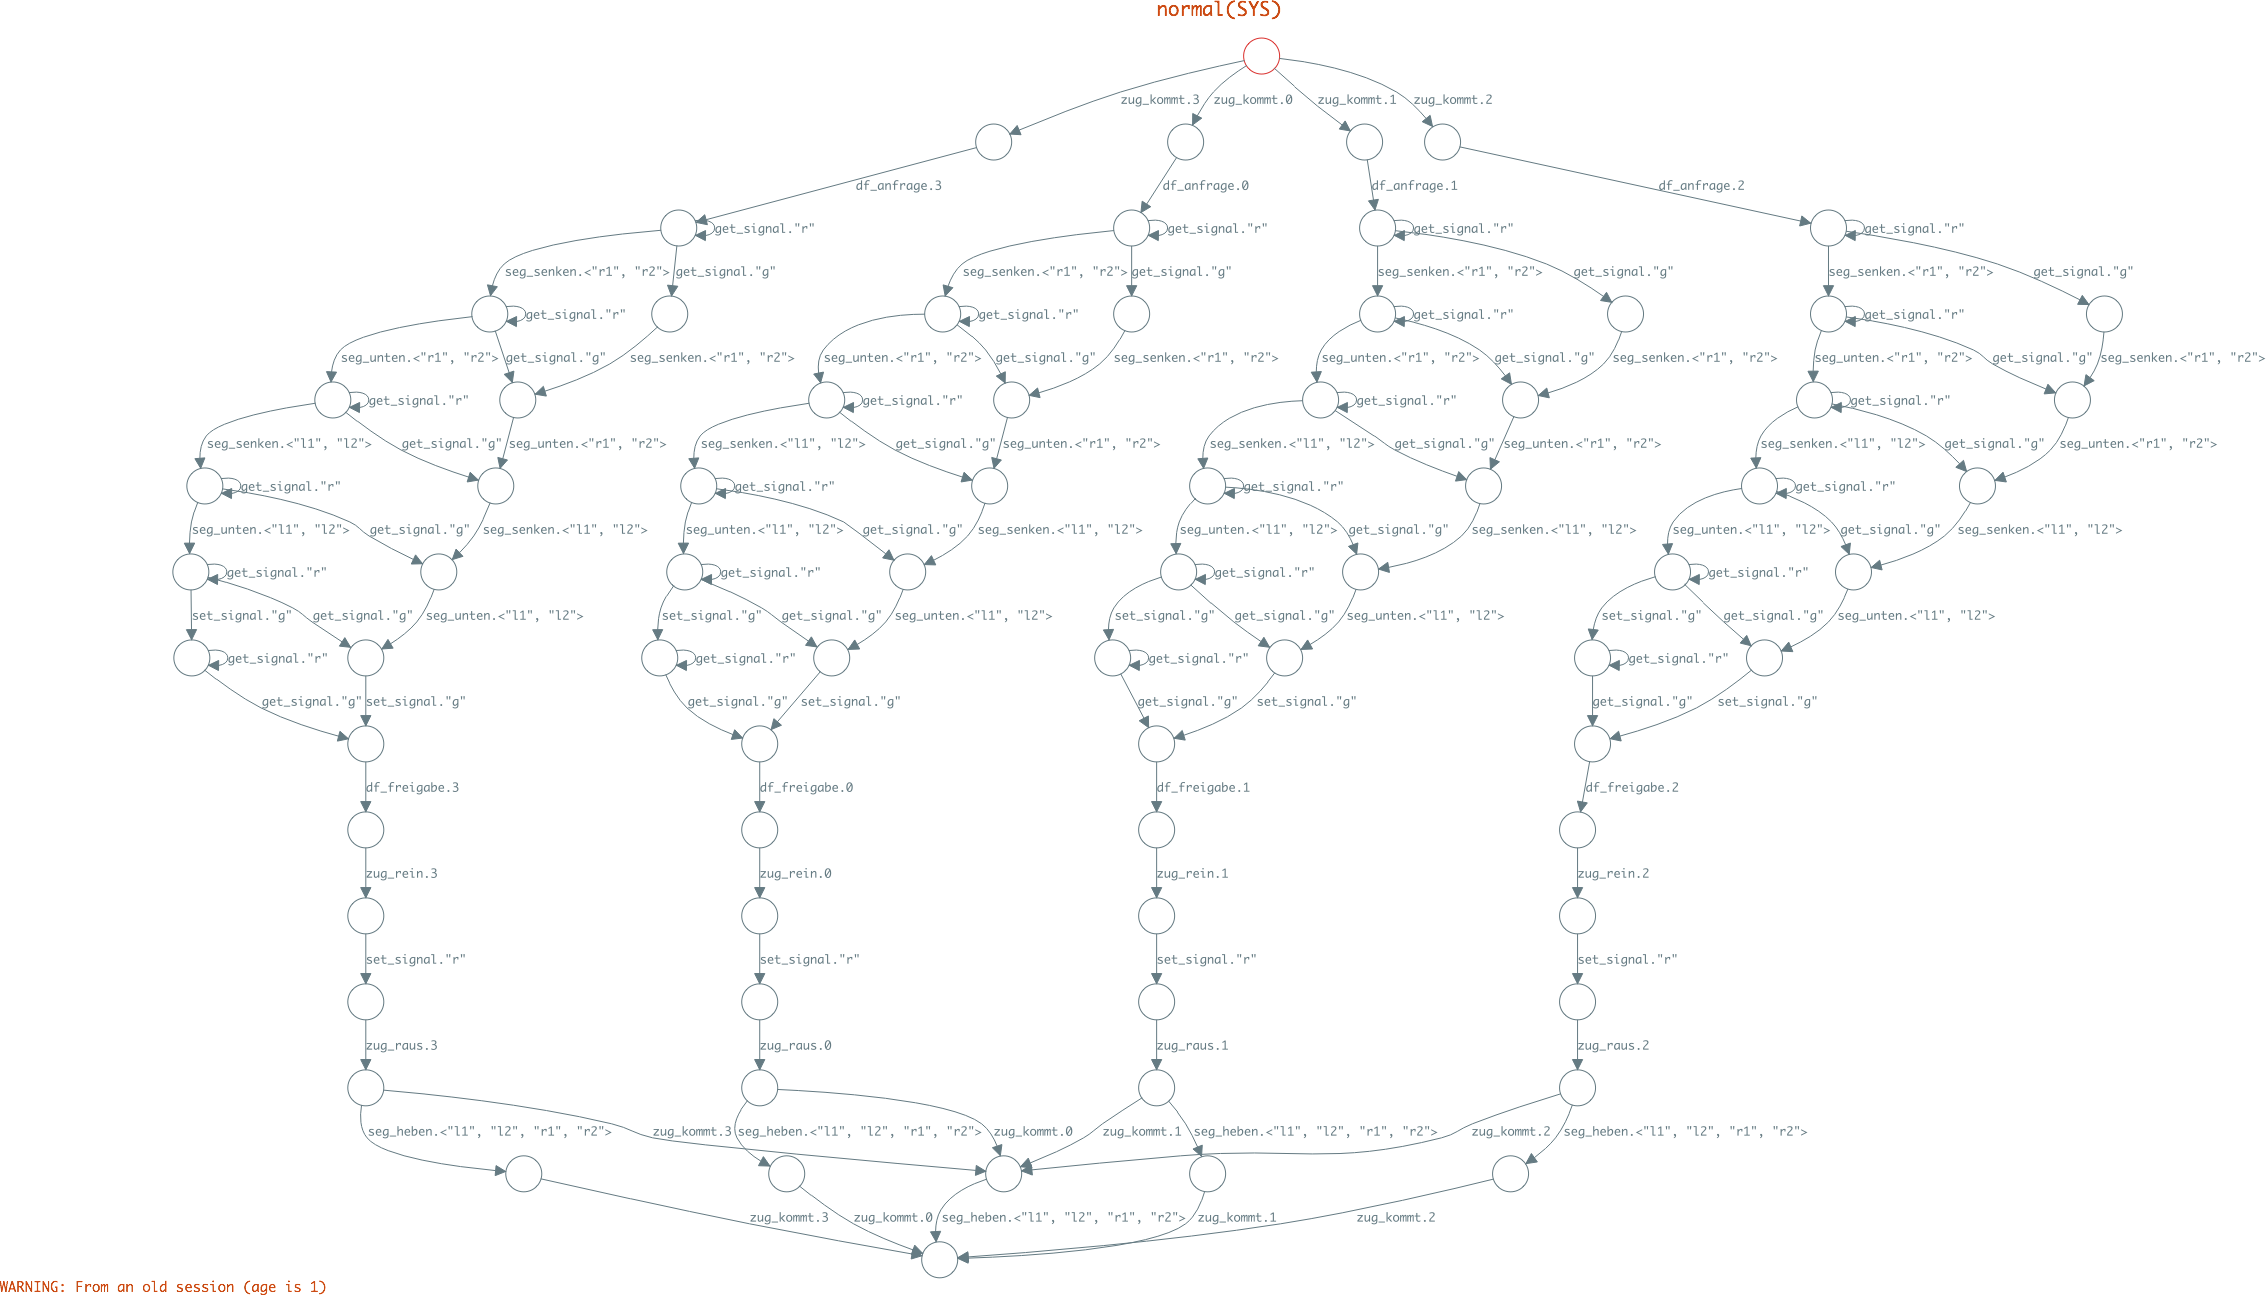 normal(SYS)
zug_kommt.3 zug_kommt.0 zug_kommt.1 zug_kommt.2
df_anfrage.3 df_anfrage.0 df_anfrage.1 df_anfrage.2
get_signal."r" get_signal."r" get_signal."r" get_signal."r"
seg_senken.<"r1", "r2"> get_signal."g" seg_senken.<"r1", "r2"> get_signal."g" seg_senken.<"r1", "r2"> get_signal."g" seg_senken.<"r1", "r2"> get_signal."g"
get_signal."r" get_signal."r" get_signal."r" get_signal."r"
seg_unten.<"r1", "r2"> get_signal."g" seg_senken.<"r1", "r2"> seg_unten.<"r1", "r2"> get_signal."g" seg_senken.<"r1", "r2"> seg_unten.<"r1", "r2"> get_signal."g" seg_senken.<"r1", "r2"> seg_unten.<"r1", "r2"> get_signal."g" seg_senken.<"r1", "r2">
get_signal."r" get_signal."r" get_signal."r" get_signal."r"
seg_senken.<"l1", "l2"> get_signal."g" seg_unten.<"r1", "r2"> seg_senken.<"l1", "l2"> get_signal."g" seg_unten.<"r1", "r2"> seg_senken.<"l1", "l2"> get_signal."g" seg_unten.<"r1", "r2"> seg_senken.<"l1", "l2"> get_signal."g" seg_unten.<"r1", "r2">
get_signal."r" get_signal."r" get_signal."r" get_signal."r"
seg_unten.<"l1", "l2"> get_signal."g" seg_senken.<"l1", "l2"> seg_unten.<"l1", "l2"> get_signal."g" seg_senken.<"l1", "l2"> seg_unten.<"l1", "l2"> get_signal."g" seg_senken.<"l1", "l2"> seg_unten.<"l1", "l2"> get_signal."g" seg_senken.<"l1", "l2">
get_signal."r" get_signal."r" get_signal."r" get_signal."r"
set_signal."g" get_signal."g" seg_unten.<"l1", "l2"> set_signal."g" get_signal."g" seg_unten.<"l1", "l2"> set_signal."g" get_signal."g" seg_unten.<"l1", "l2"> set_signal."g" get_signal."g" seg_unten.<"l1", "l2">
get_signal."r" get_signal."r" get_signal."r" get_signal."r"
get_signal."g" set_signal."g" get_signal."g" set_signal."g" get_signal."g" set_signal."g" get_signal."g" set_signal."g"
df_freigabe.3 df_freigabe.0 df_freigabe.1 df_freigabe.2
zug_rein.3 zug_rein.0 zug_rein.1 zug_rein.2
set_signal."r" set_signal."r" set_signal."r" set_signal."r"
zug_raus.3 zug_raus.0 zug_raus.1 zug_raus.2
seg_heben.<"l1", "l2", "r1", "r2"> zug_kommt.3 seg_heben.<"l1", "l2", "r1", "r2"> zug_kommt.0 zug_kommt.1 seg_heben.<"l1", "l2", "r1", "r2"> zug_kommt.2 seg_heben.<"l1", "l2", "r1", "r2">
zug_kommt.3 zug_kommt.0 seg_heben.<"l1", "l2", "r1", "r2"> zug_kommt.1 zug_kommt.2
WARNING: From an old session (age is 1)